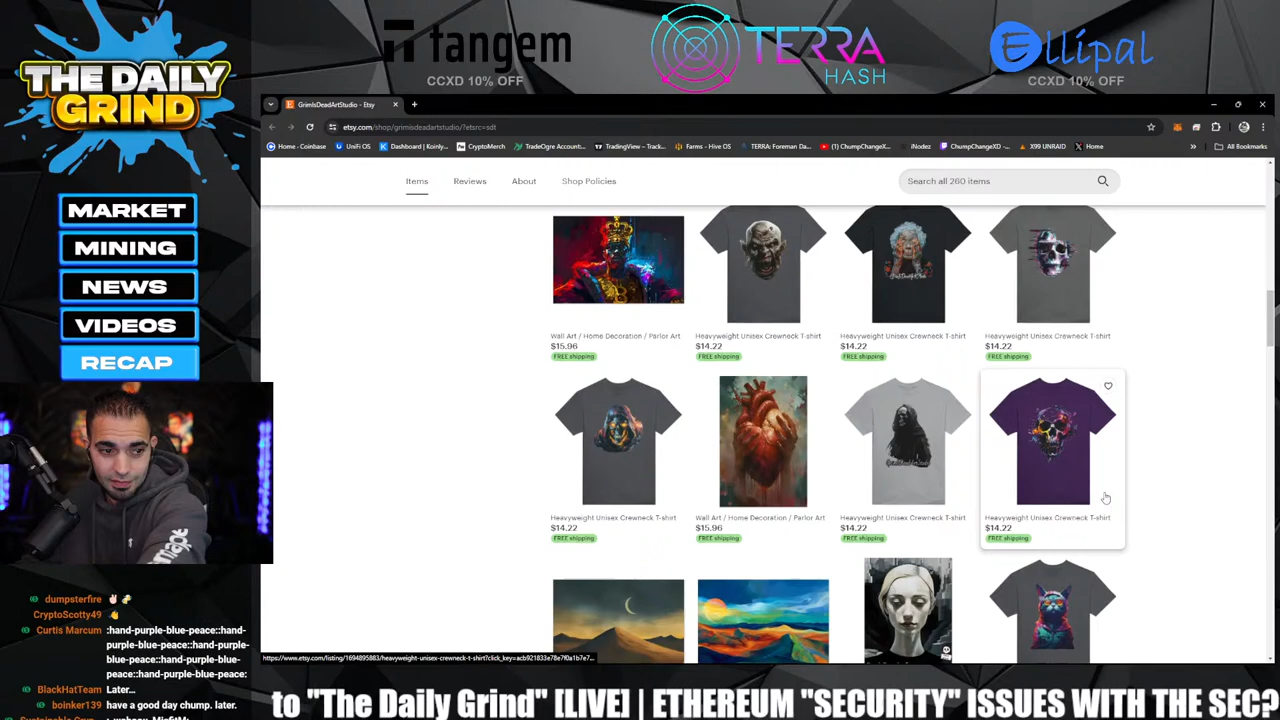 THE DAILY
GRIND
tangem
CCXD 10% OFF
TERRA
HASH
Ellipal
CCXD 10% OFF
MARKET
MINING
NEWS
VIDEOS
RECAP
GrimIsDeadArtStudio - Etsy
etsy.com/shop/grimisdeadartstudio/?etsrc=sdt
Home - Coinbase
UniFi OS
Dashboard | Koinly...
CryptoMerch
TradeOgre Account:...
TradingView – Track...
Farms - Hive OS
TERRA: Foreman Da...
(1) ChumpChangeX...
iNodez
ChumpChangeXD -...
X99 UNRAID
Home
All Bookmarks
Items
Reviews
About
Shop Policies
Search all 260 items
Wall Art / Home Decoration / Parlor Art
$15.96
FREE shipping
Heavyweight Unisex Crewneck T-shirt
$14.22
FREE shipping
Heavyweight Unisex Crewneck T-shirt
$14.22
FREE shipping
Heavyweight Unisex Crewneck T-shirt
$14.22
FREE shipping
Heavyweight Unisex Crewneck T-shirt
$14.22
FREE shipping
Wall Art / Home Decoration / Parlor Art
$15.96
FREE shipping
Heavyweight Unisex Crewneck T-shirt
$14.22
FREE shipping
Heavyweight Unisex Crewneck T-shirt
$14.22
FREE shipping
https://www.etsy.com/listing/1694895883/heavyweight-unisex-crewneck-t-shirt?click_key=acb921833e78e7f0a1b7e7...
dumpsterfire
CryptoScotty49
Curtis Marcum :hand-purple-blue-peace::hand-
purple-blue-peace::hand-purple-
blue-peace::hand-purple-blue-
peace::hand-purple-blue-peace:
BlackHatTeam Later...
boinker139 have a good day chump. later.
to "The Daily Grind" [LIVE] | ETHEREUM "SECURITY" ISSUES WITH THE SEC?